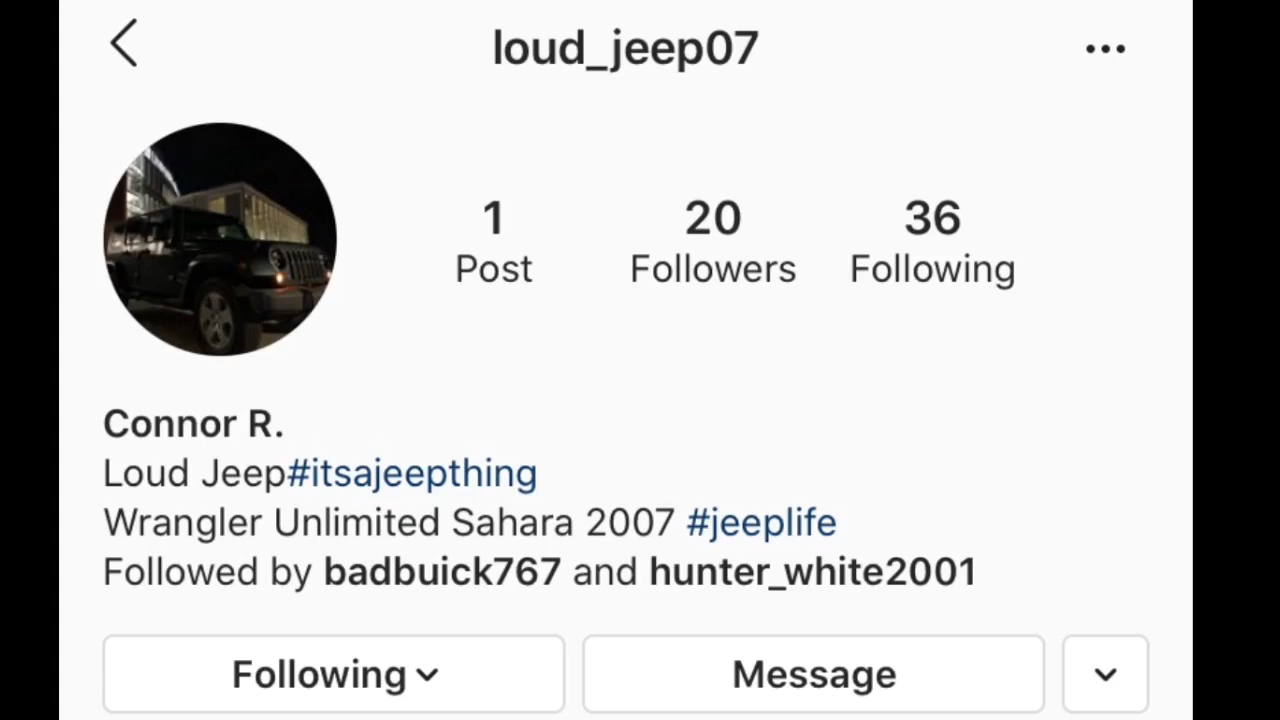 loud_jeep07
1 20 36
Post Followers Following
Connor R.
Loud Jeep#itsajeepthing
Wrangler Unlimited Sahara 2007 #jeeplife
Followed by badbuick767 and hunter_white2001
Following Message